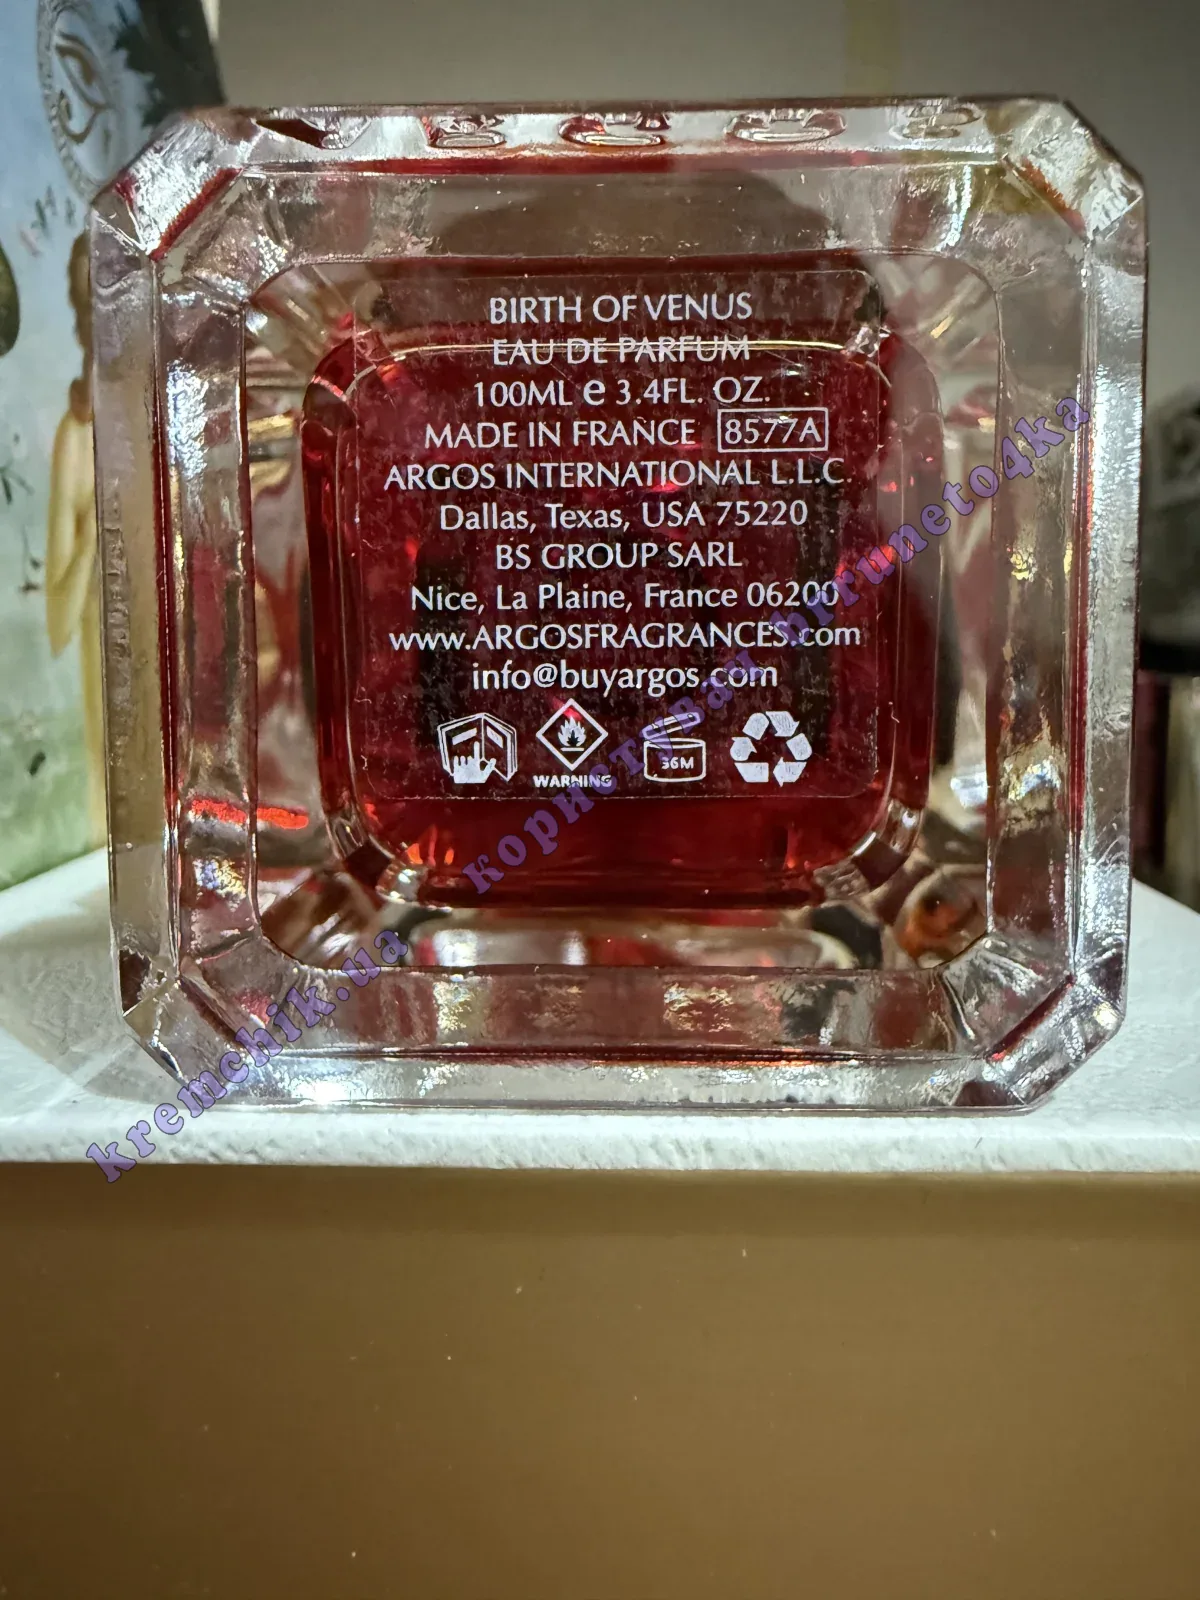 BIRTH OF VENUS
EAU DE PARFUM
100ML e 3.4FL. OZ.
MADE IN FRANCE 8577A
ARGOS INTERNATIONAL L.L.C.
Dallas, Texas, USA 75220
BS GROUP SARL
Nice, La Plaine, France 06200
www.ARGOSFRAGRANCES.com
info@buyargos.com
WARNING
36M
kremchik.ua користувач brruneto4ka